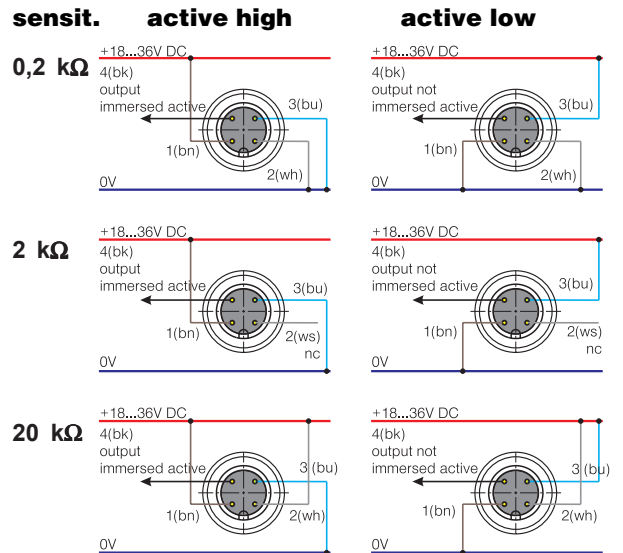 sensit. active high active low
0,2 kΩ
+18...36V DC
4(bk)
output
immersed active
3(bu)
1(bn)
2(wh)
0V
+18...36V DC
4(bk)
output not
immersed active
3(bu)
1(bn)
2(wh)
0V
2 kΩ
+18...36V DC
4(bk)
output
immersed active
3(bu)
1(bn)
2(ws)
nc
0V
+18...36V DC
4(bk)
output not
immersed active
3(bu)
1(bn)
2(ws)
nc
0V
20 kΩ
+18...36V DC
4(bk)
output
immersed active
3 (bu)
1(bn)
2(wh)
0V
+18...36V DC
4(bk)
output not
immersed active
3 (bu)
1(bn)
2(wh)
0V